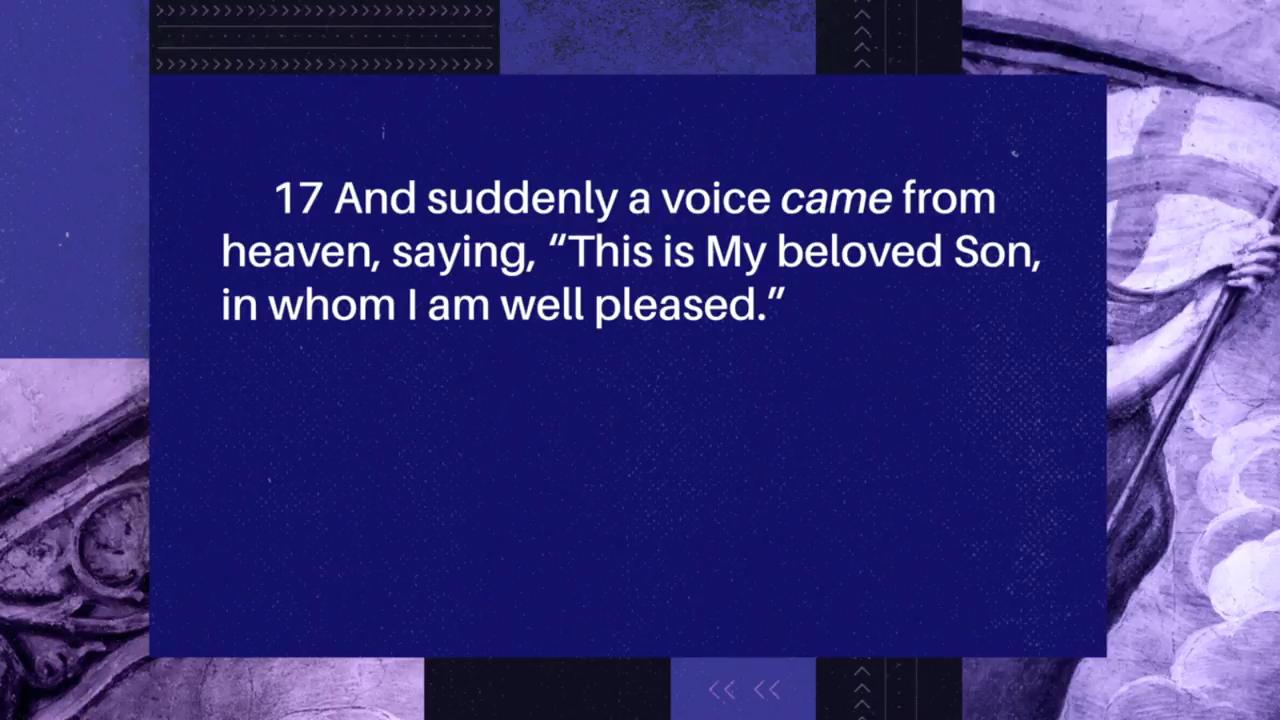 17 And suddenly a voice came from
heaven, saying, “This is My beloved Son,
in whom I am well pleased.”